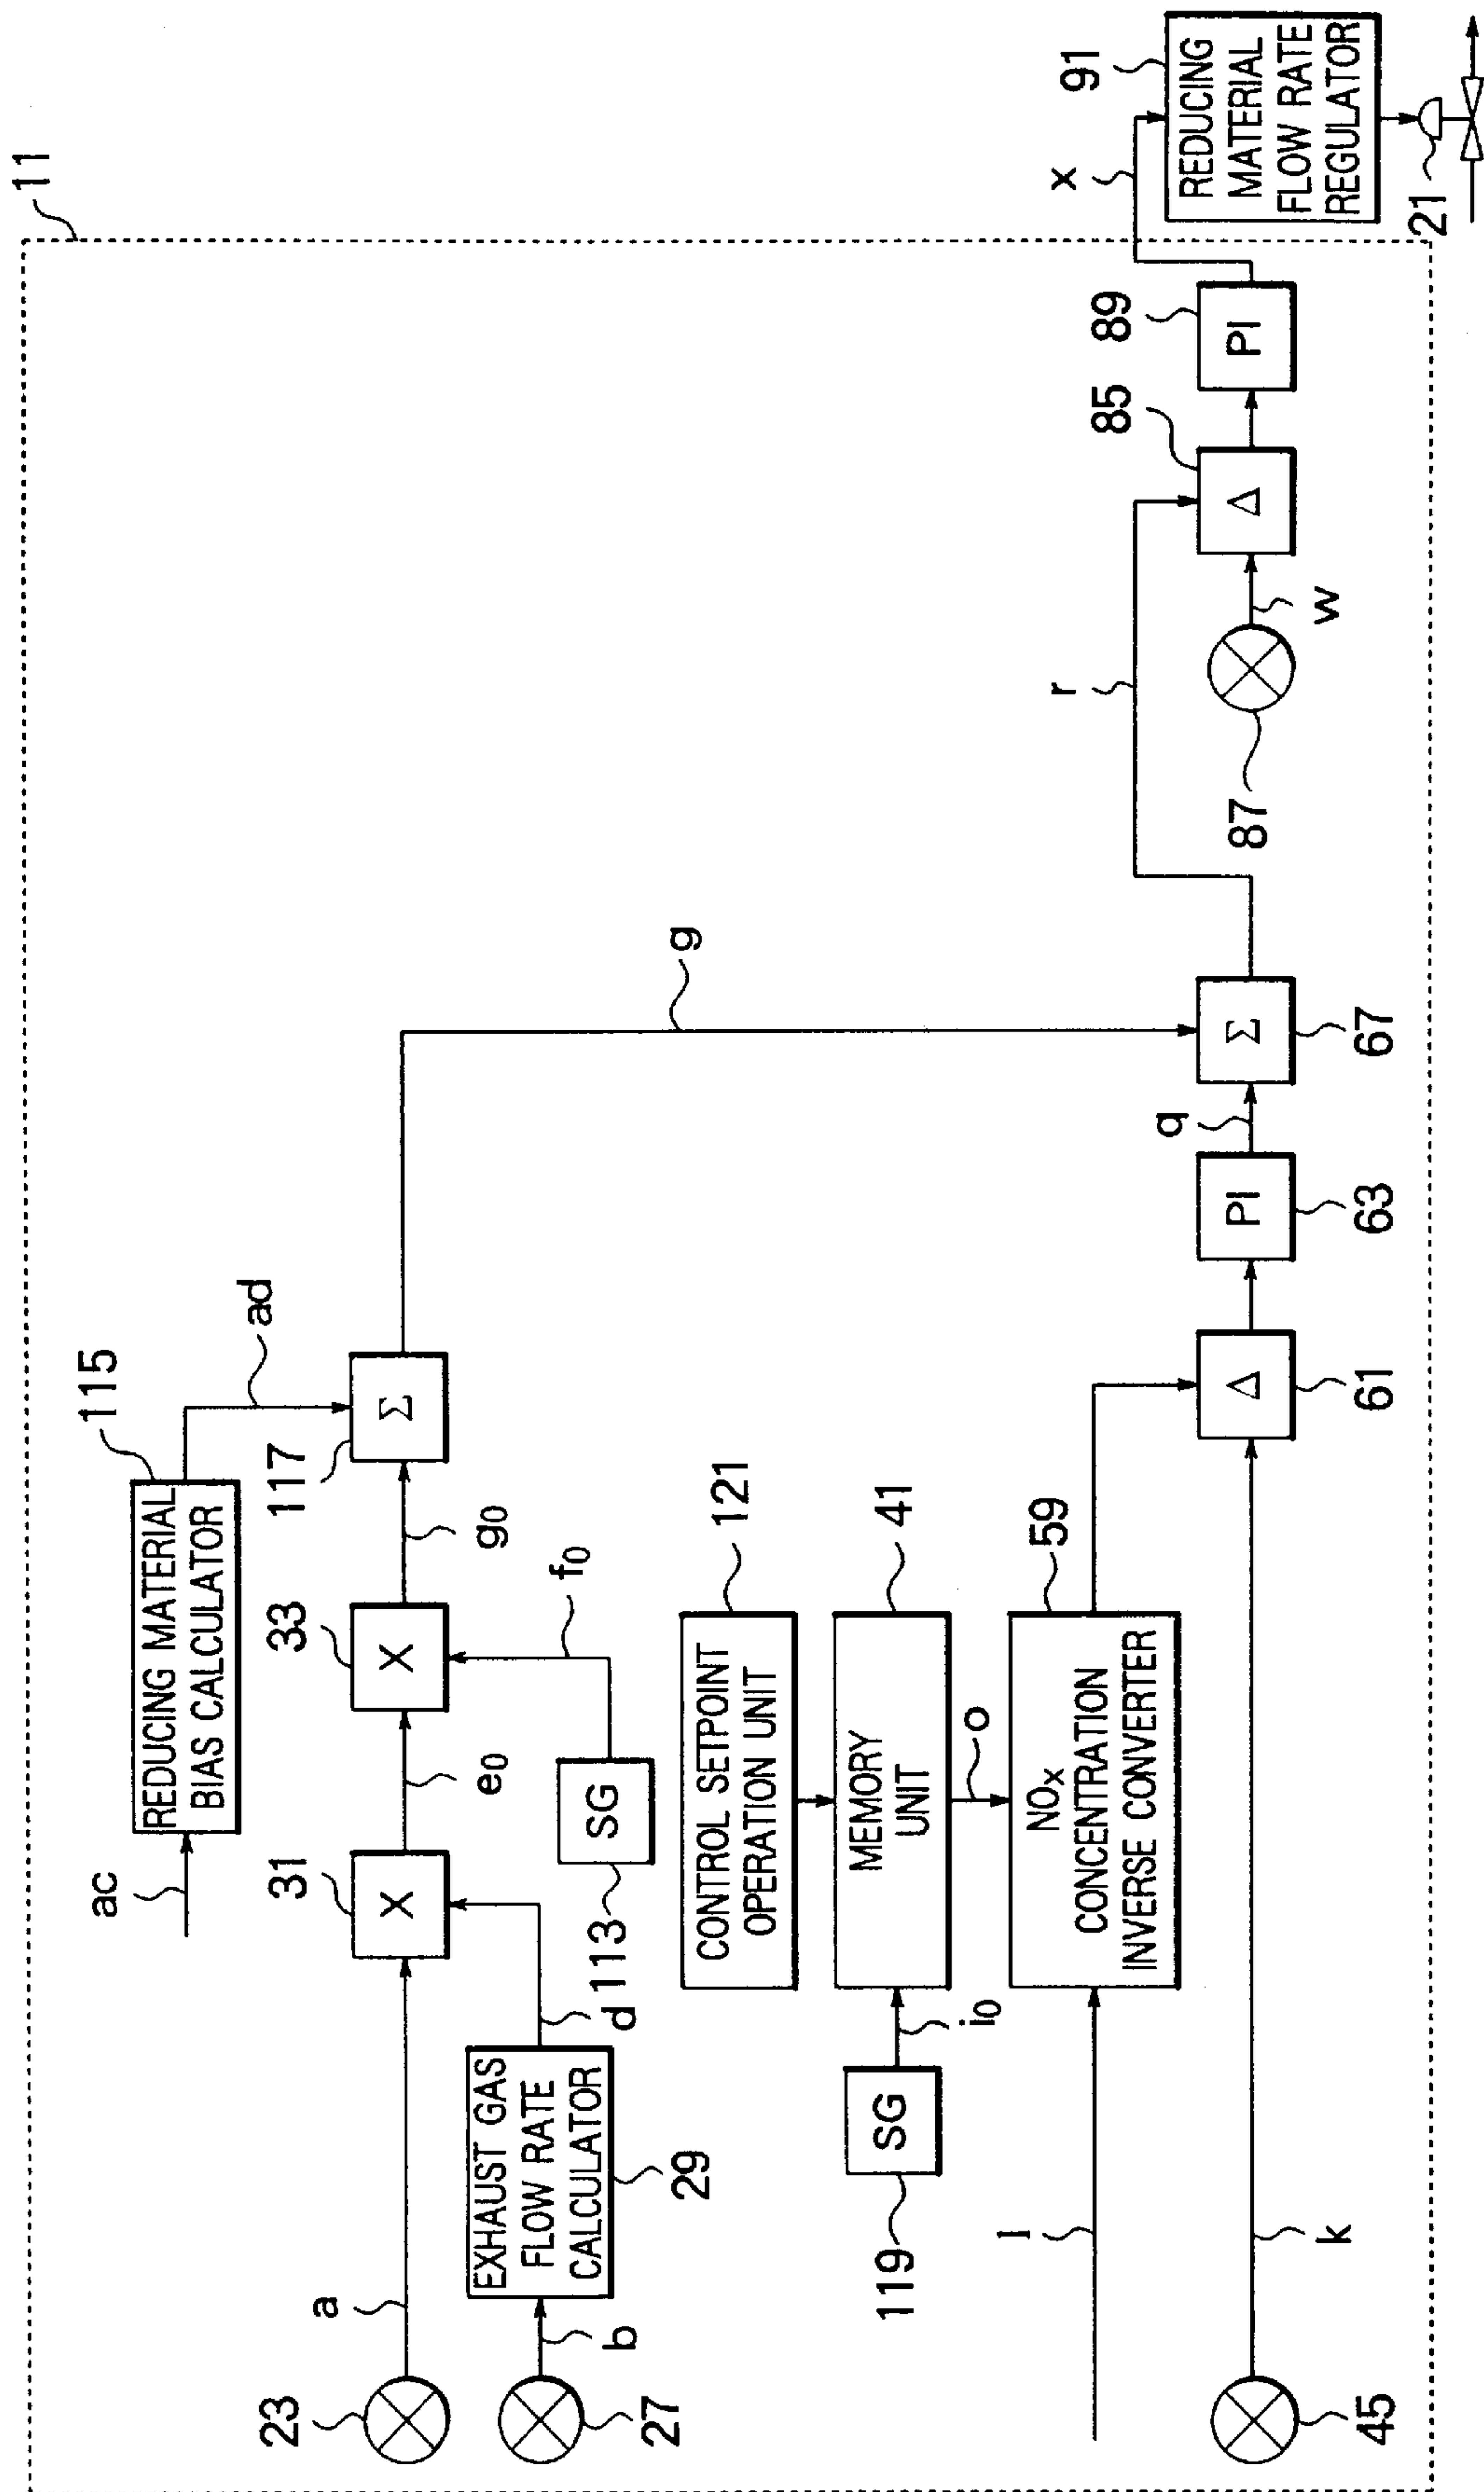 11
ac
REDUCING MATERIAL
BIAS CALCULATOR
115
ad
23
a
31
X
e0
33
X
g0
117
Σ
g
27
b
EXHAUST GAS
FLOW RATE
CALCULATOR
29
d
SG
113
f0
CONTROL SETPOINT
OPERATION UNIT
121
SG
119
i0
MEMORY
UNIT
41
o
l
NOX
CONCENTRATION
INVERSE CONVERTER
59
45
k
Δ
61
PI
63
q
Σ
67
r
87
w
Δ
85
PI
89
x
REDUCING
MATERIAL
FLOW RATE
REGULATOR
91
21